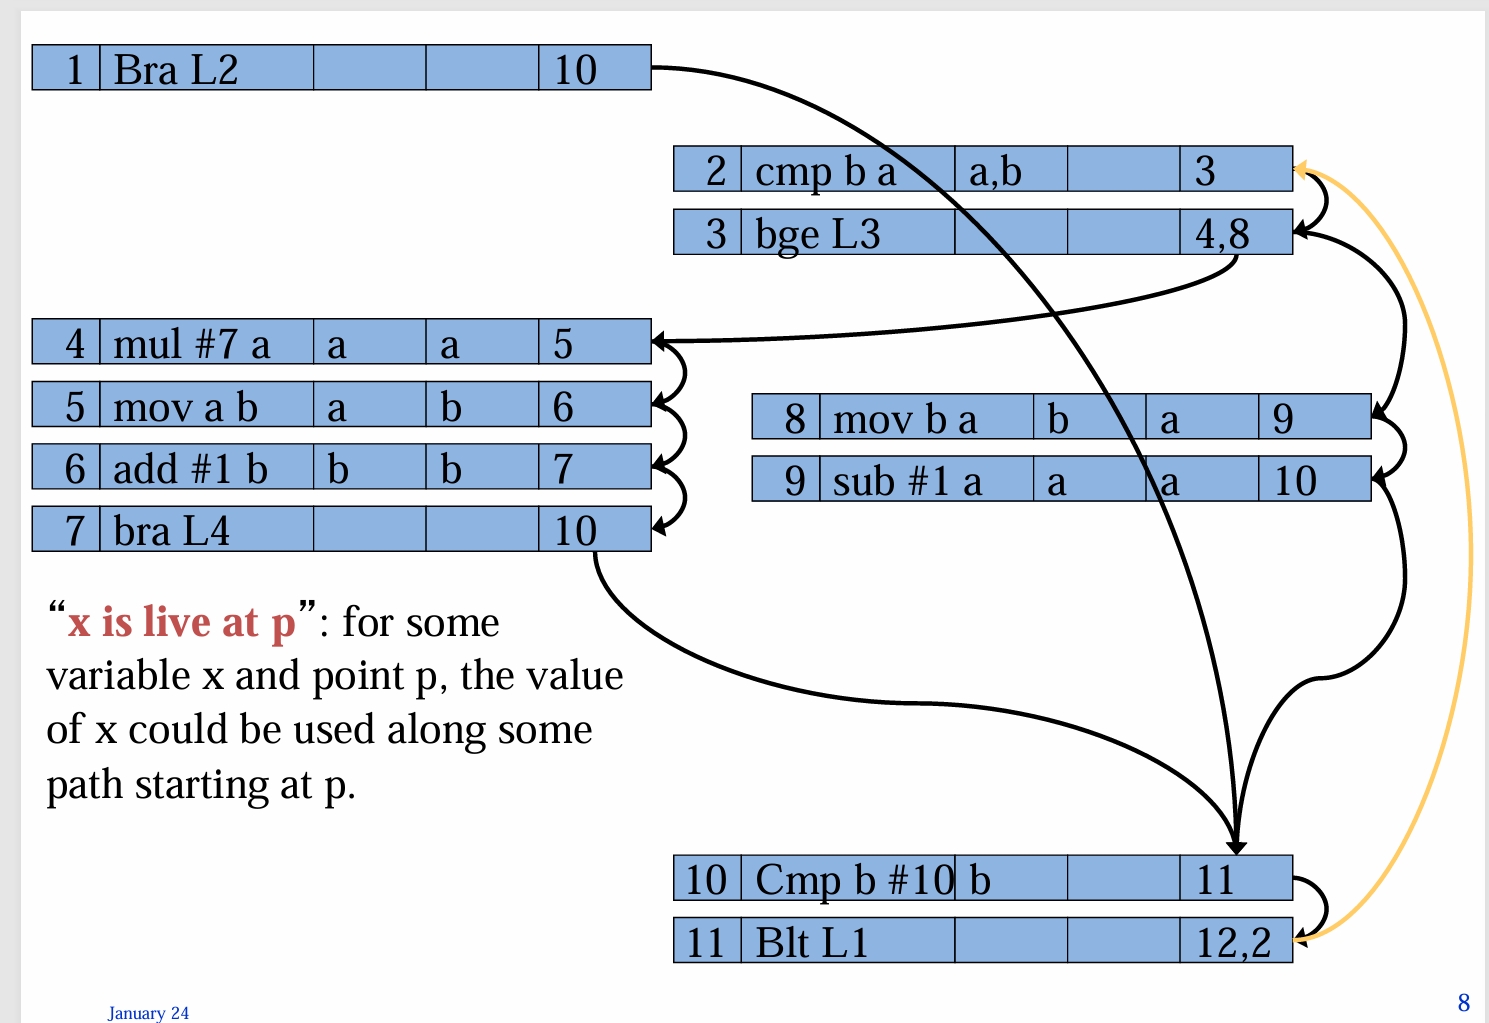 1 Bra L2 10
2 cmp b a a,b 3
3 bge L3 4,8
4 mul #7 a a a 5
5 mov a b a b 6
6 add #1 b b b 7
7 bra L4 10
8 mov b a b a 9
9 sub #1 a a a 10
“x is live at p”: for some
variable x and point p, the value
of x could be used along some
path starting at p.
10 Cmp b #10 b 11
11 Blt L1 12,2
January 24
8